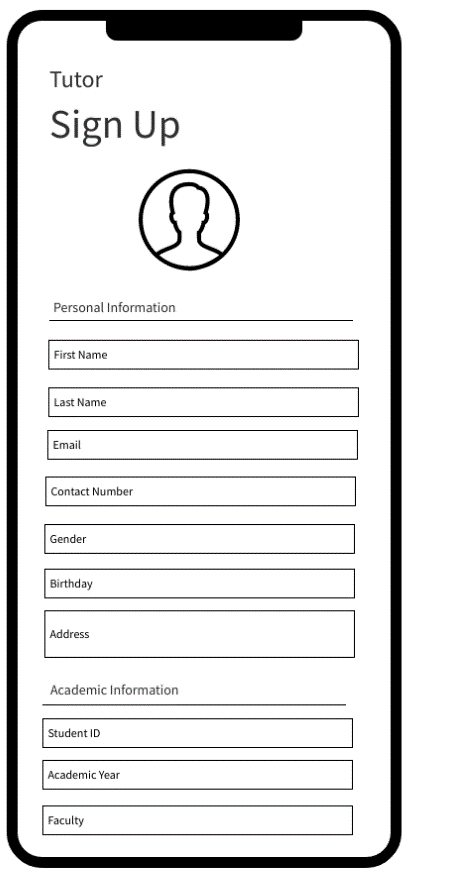 Tutor
Sign Up
Personal Information
First Name
Last Name
Email
Contact Number
Gender
Birthday
Address
Academic Information
Student ID
Academic Year
Faculty